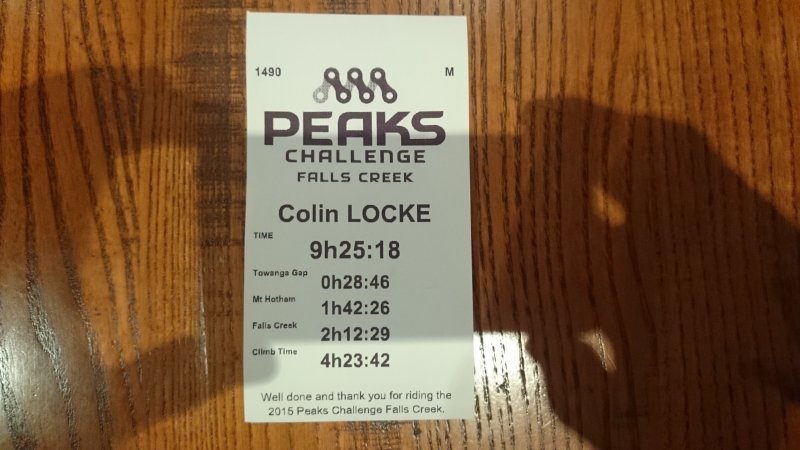 1490 M
PEAKS
CHALLENGE
FALLS CREEK
Colin LOCKE
TIME
9h25:18
Towanga Gap 0h28:46
Mt Hotham 1h42:26
Falls Creek 2h12:29
Climb Time 4h23:42
Well done and thank you for riding the
2015 Peaks Challenge Falls Creek.